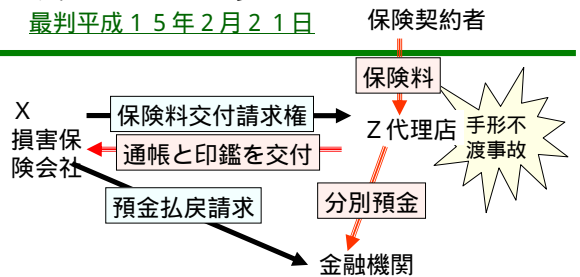 最判平成１５年２月２１日
保険契約者
保険料
X
損害保
険会社
保険料交付請求権
Z代理店
手形不
渡事故
通帳と印鑑を交付
預金払戻請求
分別預金
金融機関